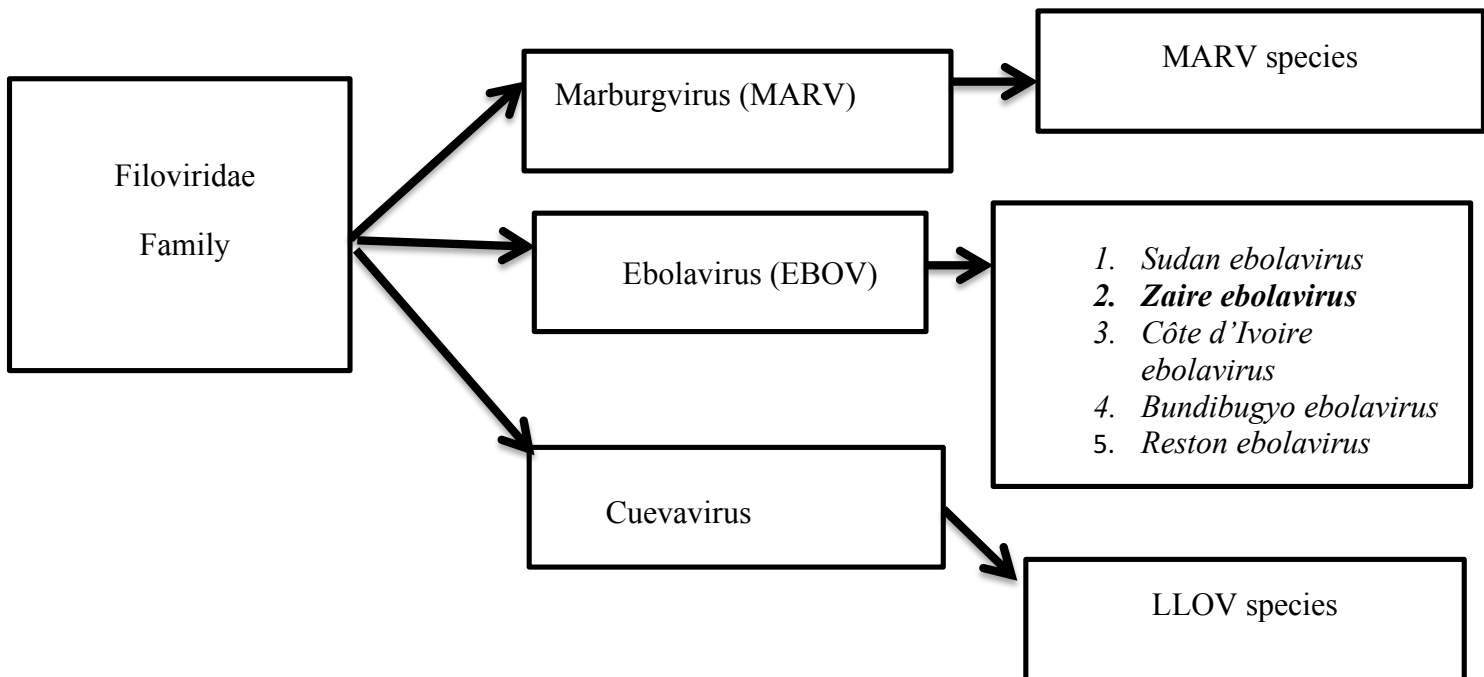 Filoviridae
Family
Marburgvirus (MARV)
MARV species
Ebolavirus (EBOV)
1. Sudan ebolavirus
2. Zaire ebolavirus
3. Côte d’Ivoire
ebolavirus
4. Bundibugyo ebolavirus
5. Reston ebolavirus
Cuevavirus
LLOV species